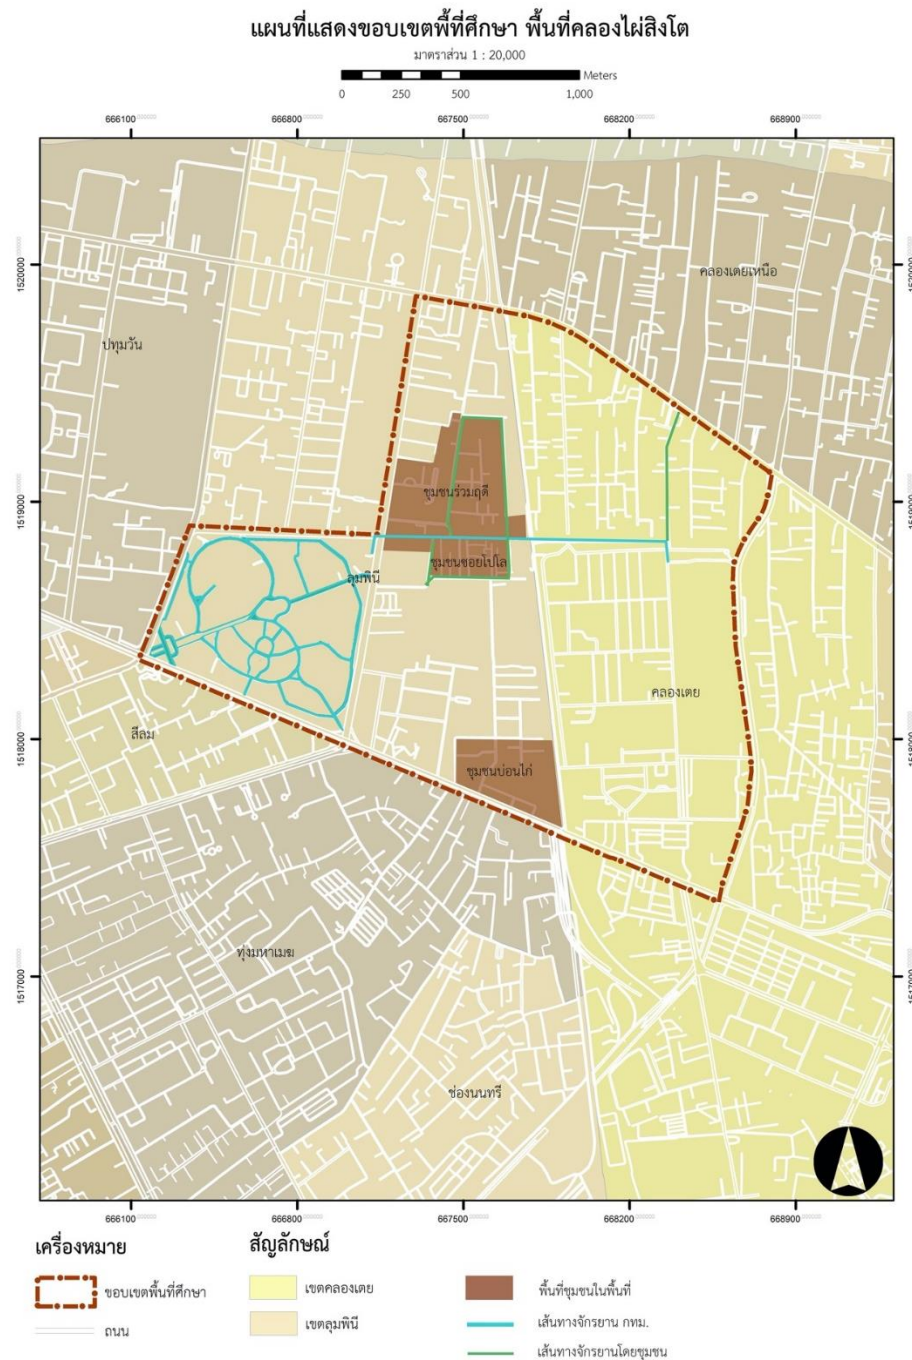 แผนที่แสดงขอบเขตพื้ที่ศึกษา พื้นที่คลองไผ่สิงโต
มาตราส่วน 1 : 20,000
Meters
0 250 500 1,000
666100 666800 667500 668200 668900
1520000 1520000
คลองเตยเหนือ
ปทุมวัน
ชุมชนร่วมฤดี
1519000 1519000
ชุมชนซอยโปโล
ลุมพินี
คลองเตย
สีลม
1518000 1518000
ชุมชนบ่อนไก่
ทุ่งมหาเมฆ
1517000 1517000
ช่องนนทรี
666100 666800 667500 668200 668900
เครื่องหมาย
ขอบเขตพื้นที่ศึกษา
ถนน
สัญลักษณ์
เขตคลองเตย
เขตลุมพินี
พื้นที่ชุมชนในพื้นที่
เส้นทางจักรยาน กทม.
เส้นทางจักรยานโดยชุมชน